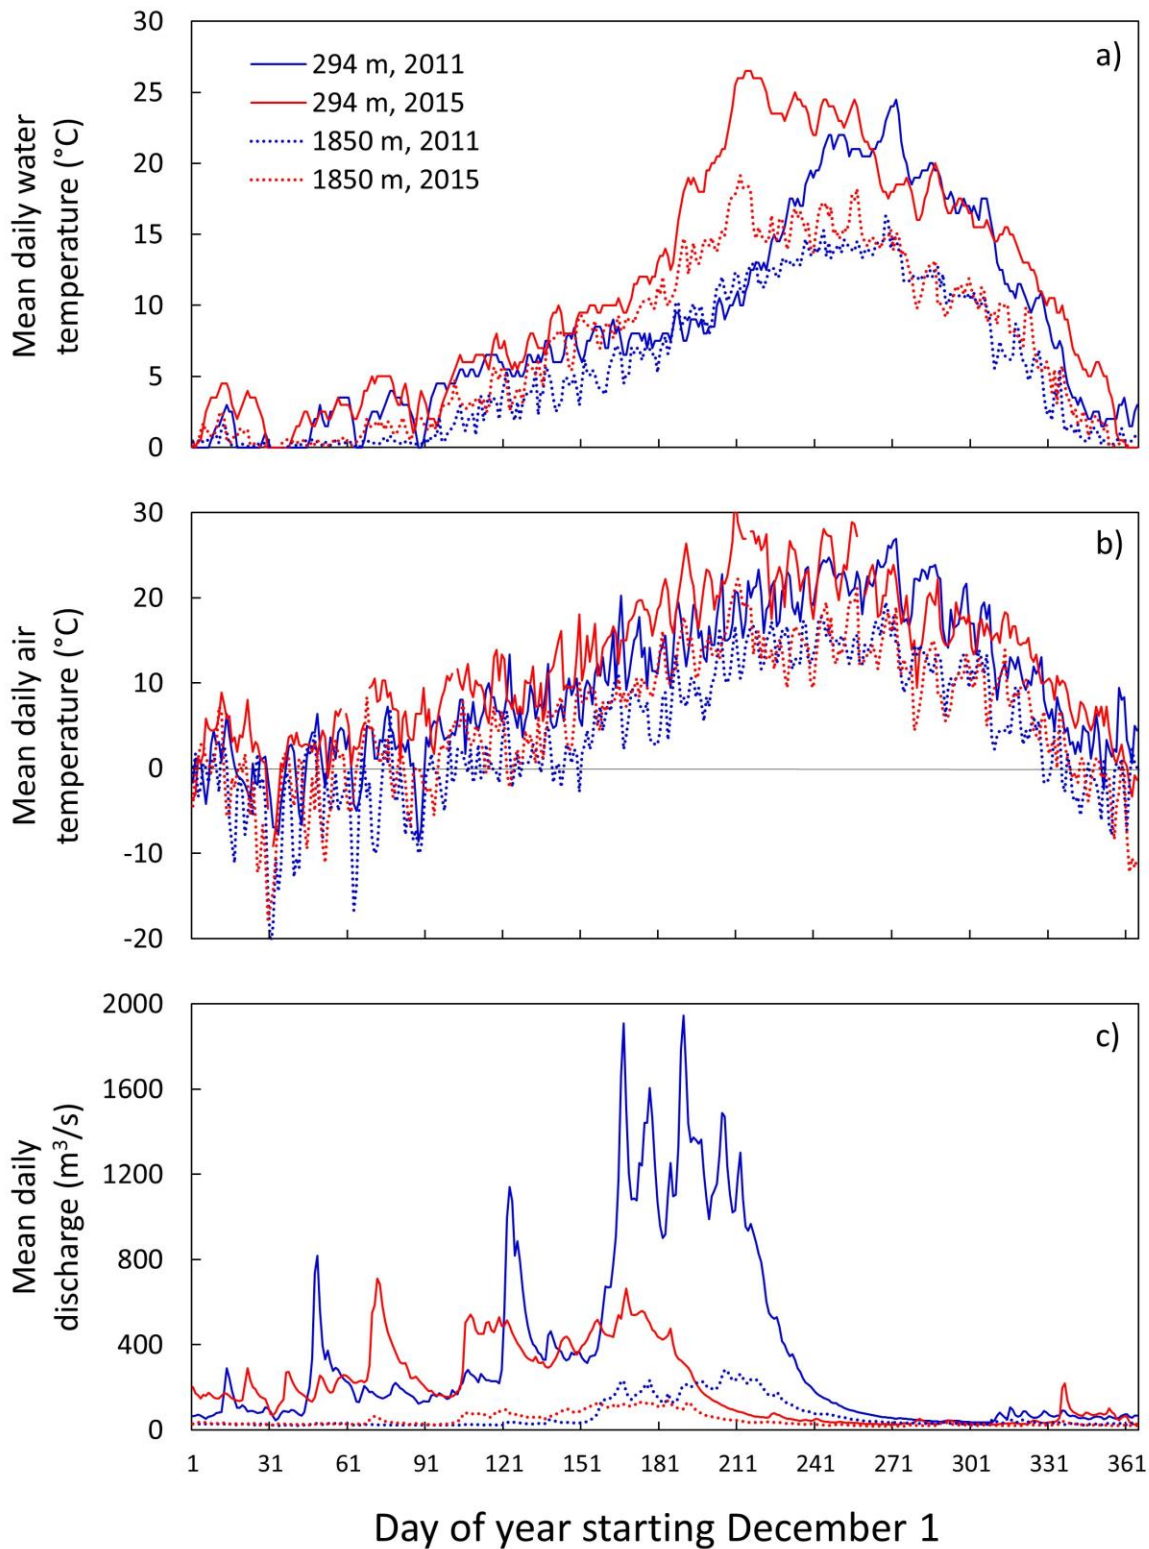 30
25
20
15
10
5
0
Mean daily water
temperature (°C)
294 m, 2011
294 m, 2015
1850 m, 2011
1850 m, 2015
a)
30
20
10
0
-10
-20
Mean daily air
temperature (°C)
b)
2000
1600
1200
800
400
0
Mean daily
discharge (m³/s)
c)
1 31 61 91 121 151 181 211 241 271 301 331 361
Day of year starting December 1